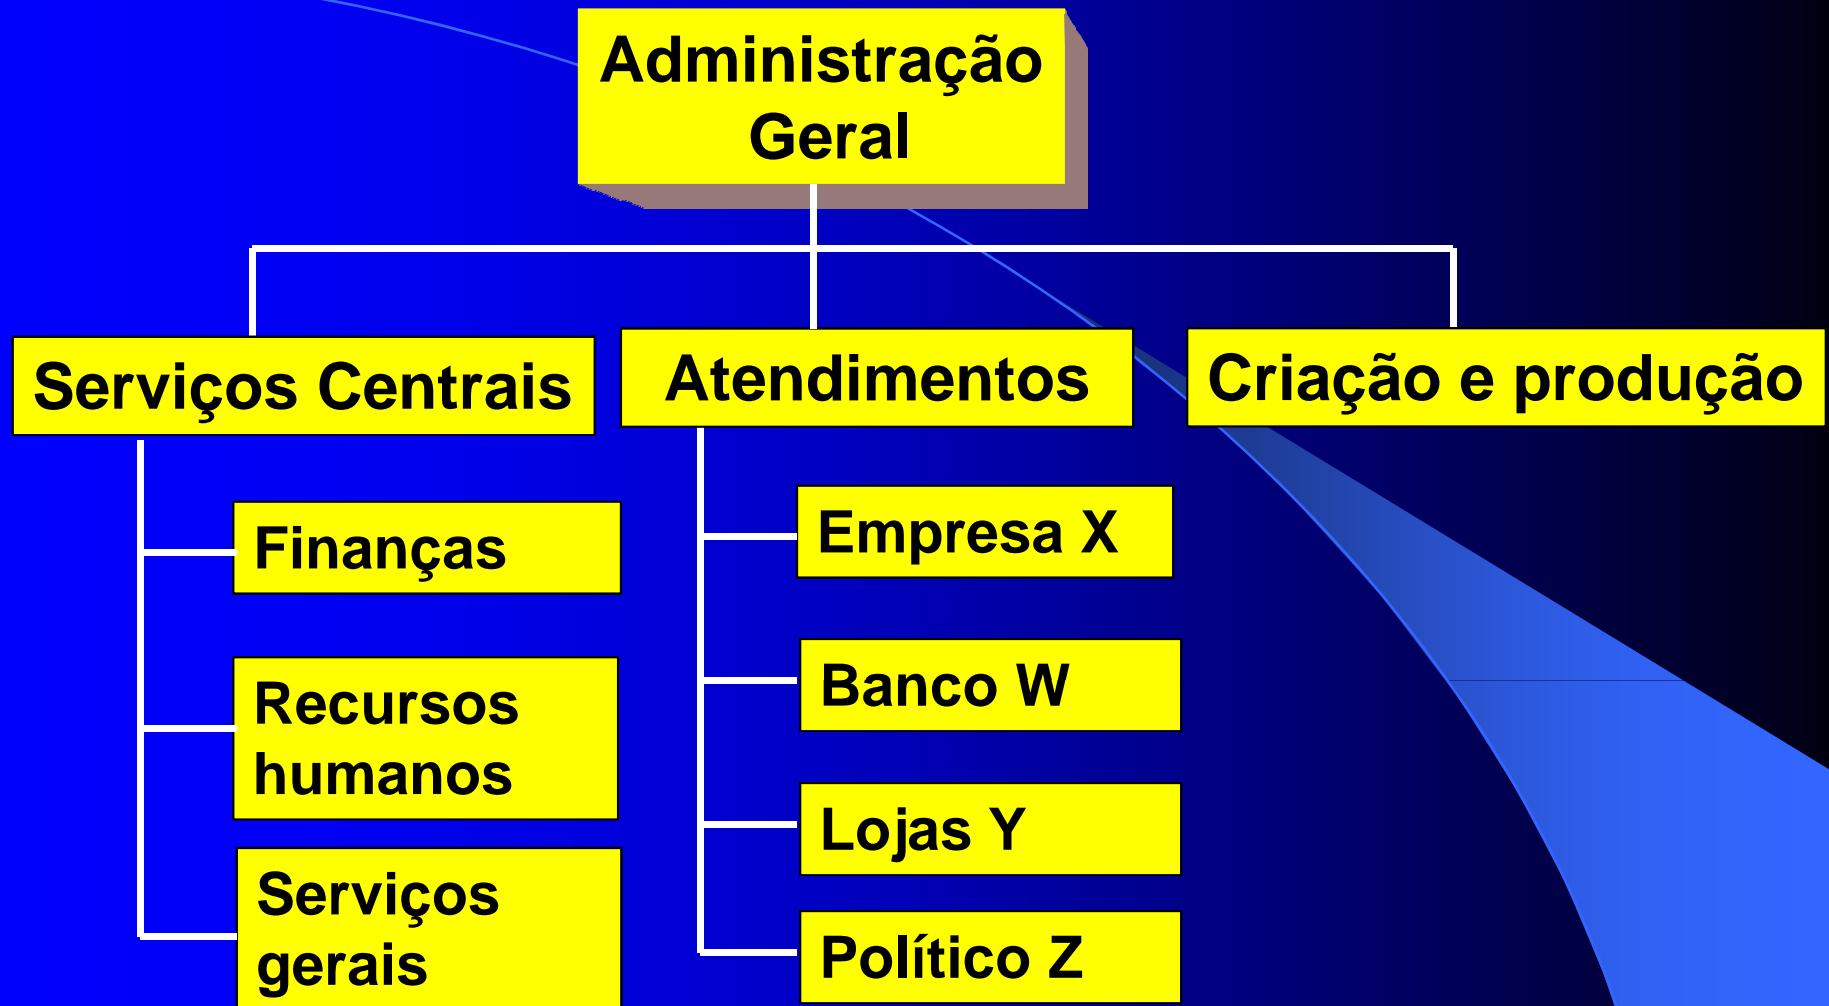 Administração
Geral
Serviços Centrais
Atendimentos
Criação e produção
Finanças
Recursos
humanos
Serviços
gerais
Empresa X
Banco W
Lojas Y
Político Z